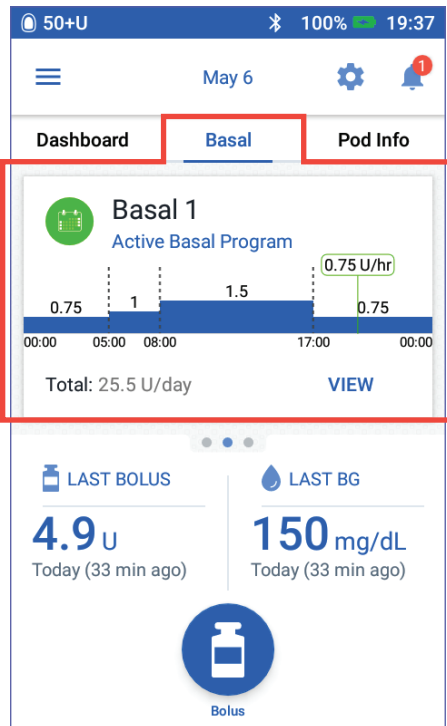 50+U 100% 19:37
May 6 1
Dashboard Basal Pod Info
Basal 1
Active Basal Program
0.75 U/hr
0.75 1 1.5 0.75
00:00 05:00 08:00 17:00 00:00
Total: 25.5 U/day VIEW
LAST BOLUS LAST BG
4.9 U 150 mg/dL
Today (33 min ago) Today (33 min ago)
Bolus